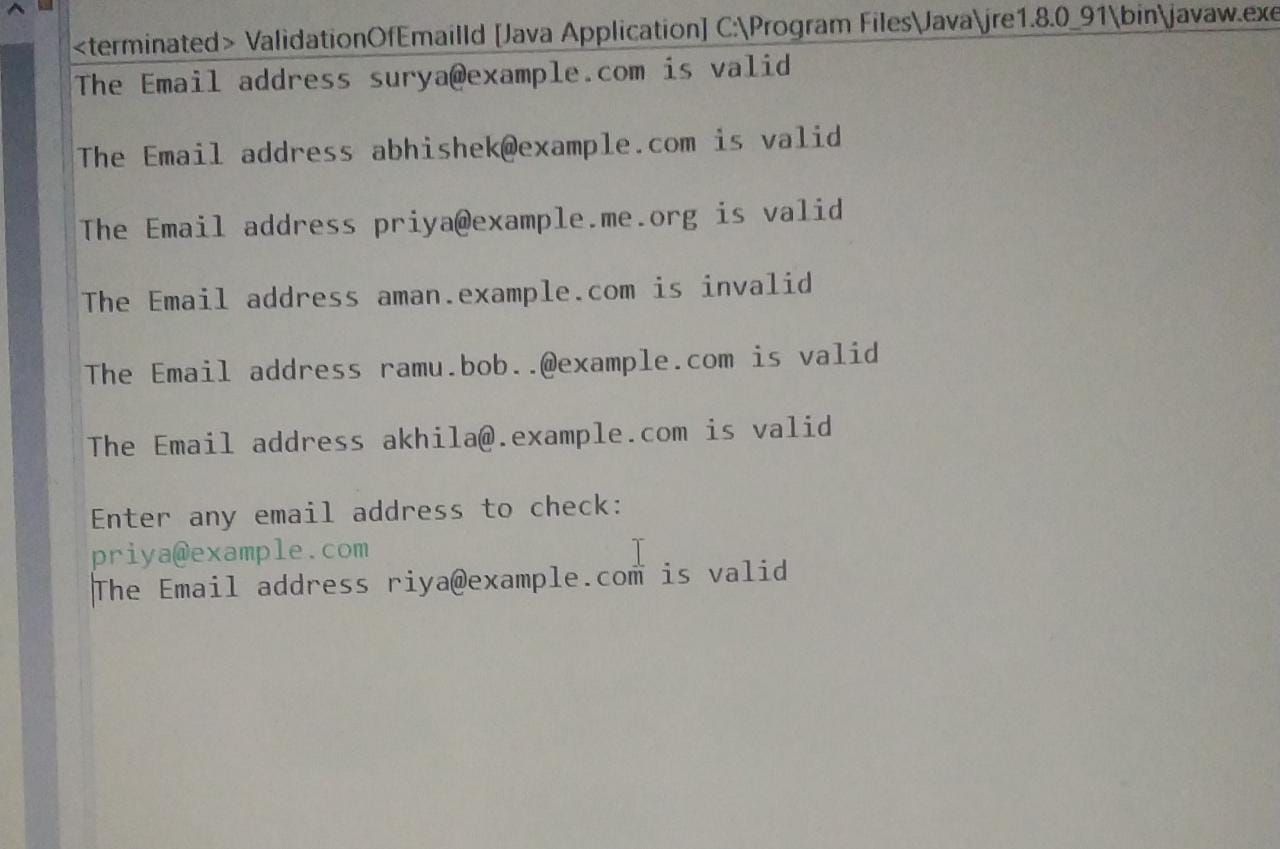 <terminated> ValidationOfEmailId [Java Application] C:\Program Files\Java\jre1.8.0_91\bin\javaw.exe
The Email address surya@example.com is valid
The Email address abhishek@example.com is valid
The Email address priya@example.me.org is valid
The Email address aman.example.com is invalid
The Email address ramu.bob..@example.com is valid
The Email address akhila@.example.com is valid
Enter any email address to check:
priya@example.com
The Email address riya@example.com is valid